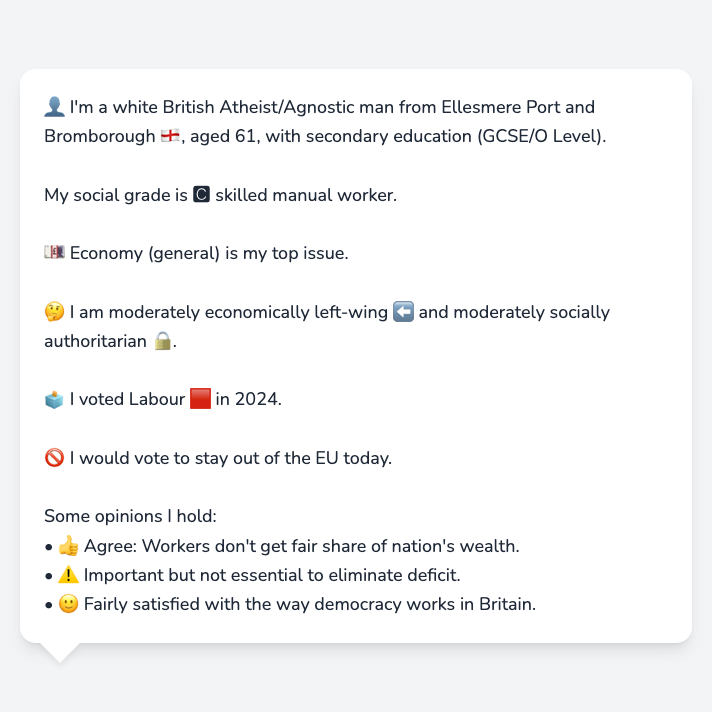 👤 I'm a white British Atheist/Agnostic man from Ellesmere Port and
Bromborough 🏴󠁧󠁢󠁥󠁮󠁧󠁿, aged 61, with secondary education (GCSE/O Level).
My social grade is 🅲 skilled manual worker.
💷 Economy (general) is my top issue.
🤔 I am moderately economically left-wing ⬅️ and moderately socially
authoritarian 🔒.
🗳️ I voted Labour 🟥 in 2024.
🚫 I would vote to stay out of the EU today.
Some opinions I hold:
• 👍 Agree: Workers don't get fair share of nation's wealth.
• ⚠️ Important but not essential to eliminate deficit.
• 🙂 Fairly satisfied with the way democracy works in Britain.